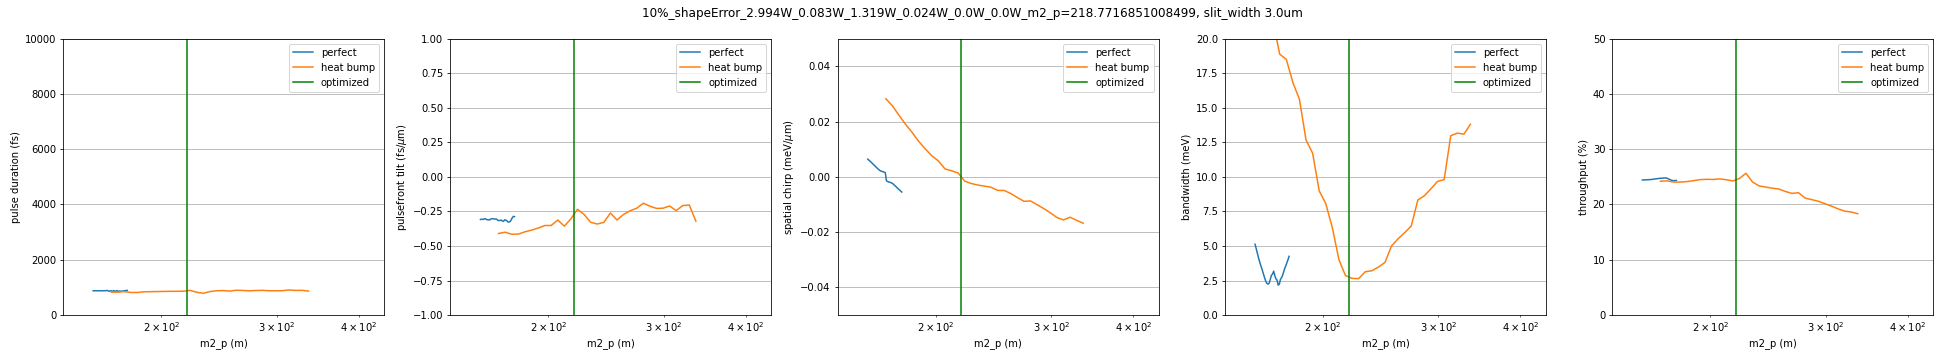 10%_shapeError_2.994W_0.083W_1.319W_0.024W_0.0W_0.0W_m2_p=218.7716851008499, slit_width 3.0um
pulse duration (fs)
10000
8000
6000
4000
2000
0
perfect
heat bump
optimized
2 × 10²
3 × 10²
4 × 10²
m2_p (m)
pulsefront tilt (fs/μm)
1.00
0.75
0.50
0.25
0.00
−0.25
−0.50
−0.75
−1.00
perfect
heat bump
optimized
2 × 10²
3 × 10²
4 × 10²
m2_p (m)
spatial chirp (meV/μm)
0.04
0.02
0.00
−0.02
−0.04
perfect
heat bump
optimized
2 × 10²
3 × 10²
4 × 10²
m2_p (m)
bandwidth (meV)
20.0
17.5
15.0
12.5
10.0
7.5
5.0
2.5
0.0
perfect
heat bump
optimized
2 × 10²
3 × 10²
4 × 10²
m2_p (m)
throughput (%)
50
40
30
20
10
0
perfect
heat bump
optimized
2 × 10²
3 × 10²
4 × 10²
m2_p (m)